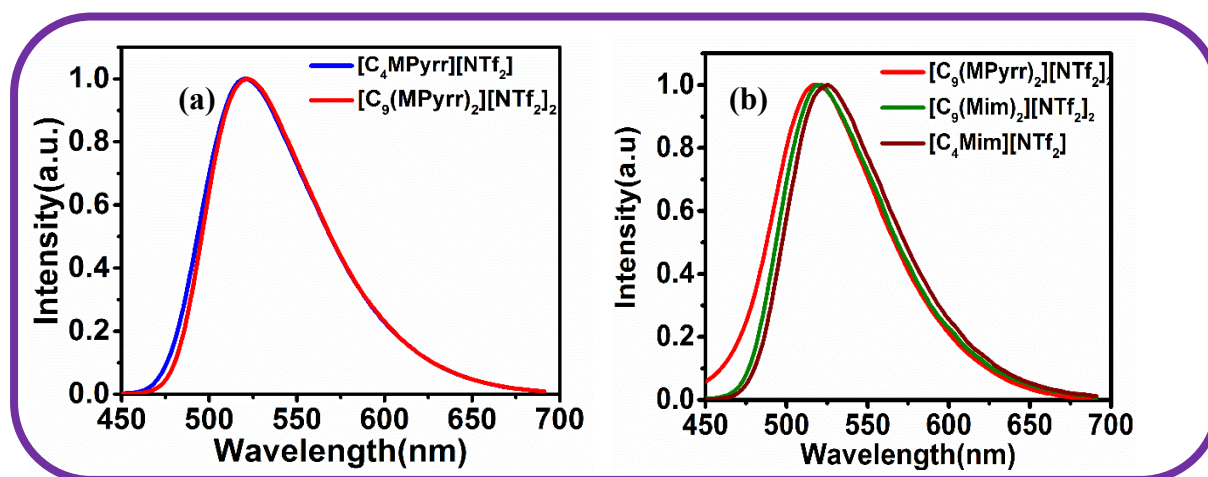 (a)
[C₄MPyrr][NTf₂]
[C₉(MPyrr)₂][NTf₂]₂
Intensity(a.u.)
1.0
0.8
0.6
0.4
0.2
0.0
450 500 550 600 650 700
Wavelength(nm)
(b)
[C₉(MPyrr)₂][NTf₂]₂
[C₉(Mim)₂][NTf₂]₂
[C₄Mim][NTf₂]
Intensity(a.u)
1.0
0.8
0.6
0.4
0.2
0.0
450 500 550 600 650 700
Wavelength(nm)